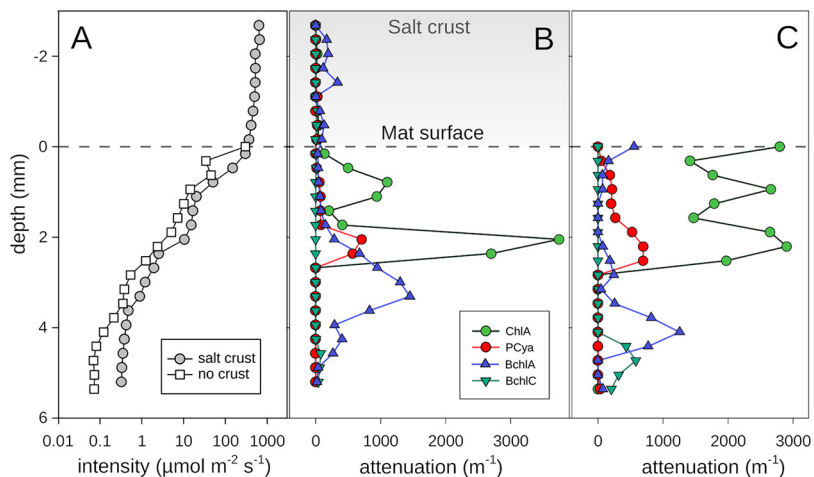 A
B
C
Salt crust
Mat surface
depth (mm)
-2
0
2
4
6
salt crust
no crust
ChlA
PCya
BchlA
BchlC
0.01 0.1 1 10 100 1000
0 1000 2000 3000
0 1000 2000 3000
intensity (µmol m-2 s-1)
attenuation (m-1)
attenuation (m-1)